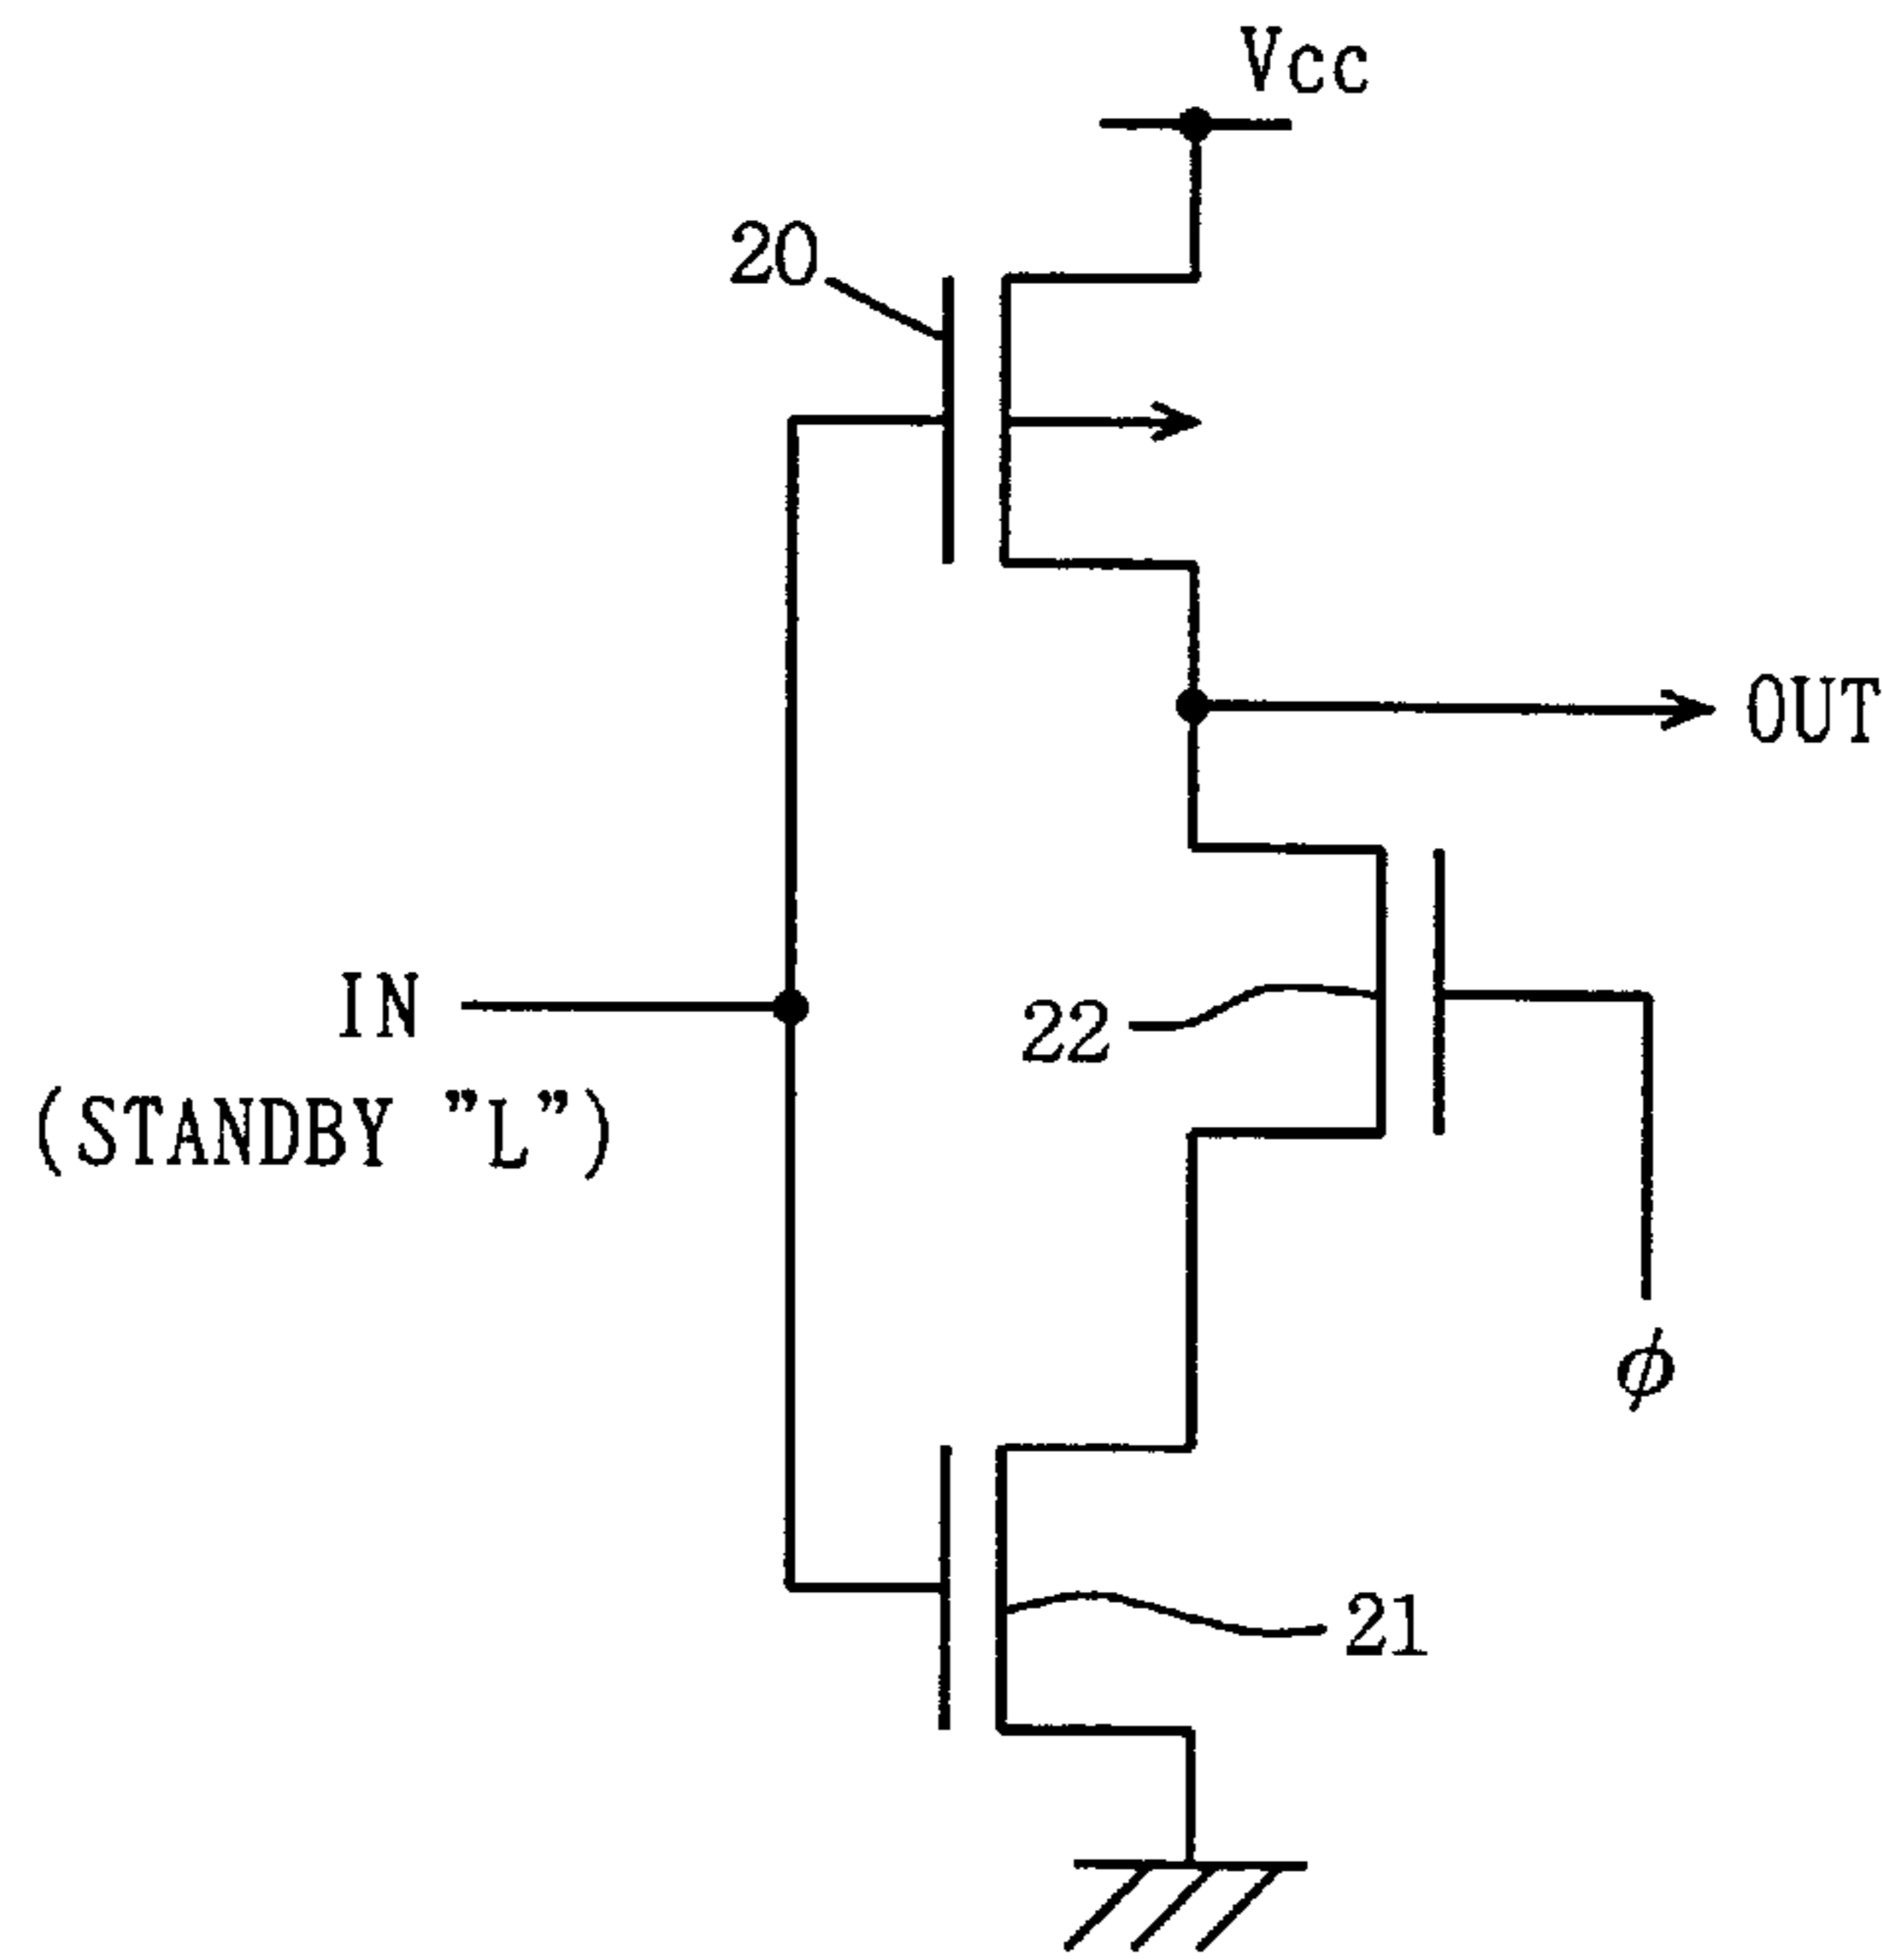 Vcc
20
OUT
IN
22
(STANDBY "L")
ϕ
21